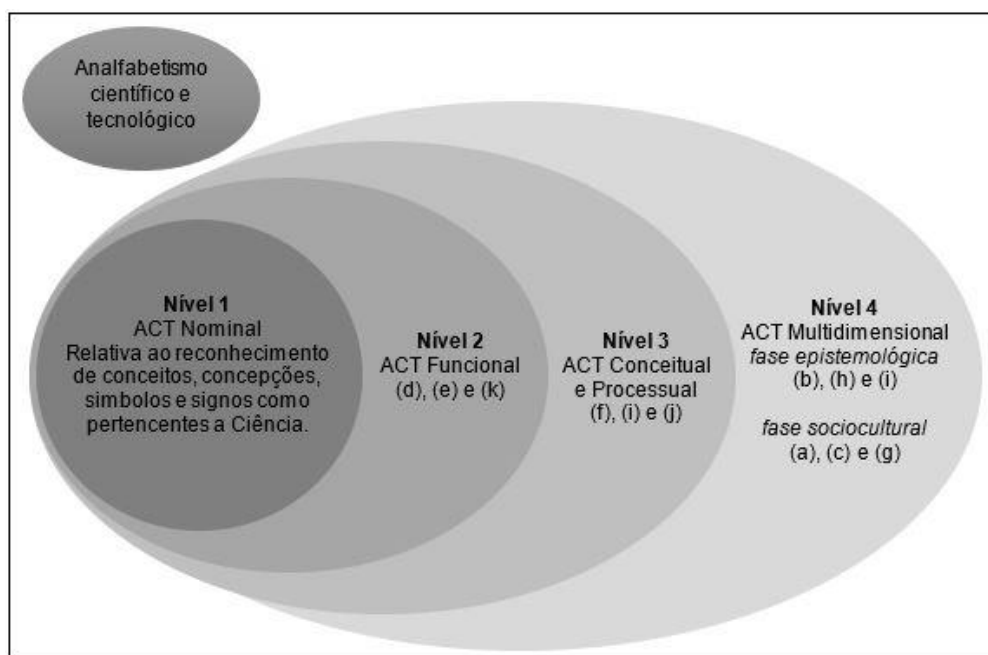 Analfabetismo
científico e
tecnológico
Nível 1
ACT Nominal
Relativa ao reconhecimento
de conceitos, concepções,
simbolos e signos como
pertencentes a Ciência.
Nível 2
ACT Funcional
(d), (e) e (k)
Nível 3
ACT Conceitual
e Processual
(f), (i) e (j)
Nível 4
ACT Multidimensional
fase epistemológica
(b), (h) e (i)
fase sociocultural
(a), (c) e (g)